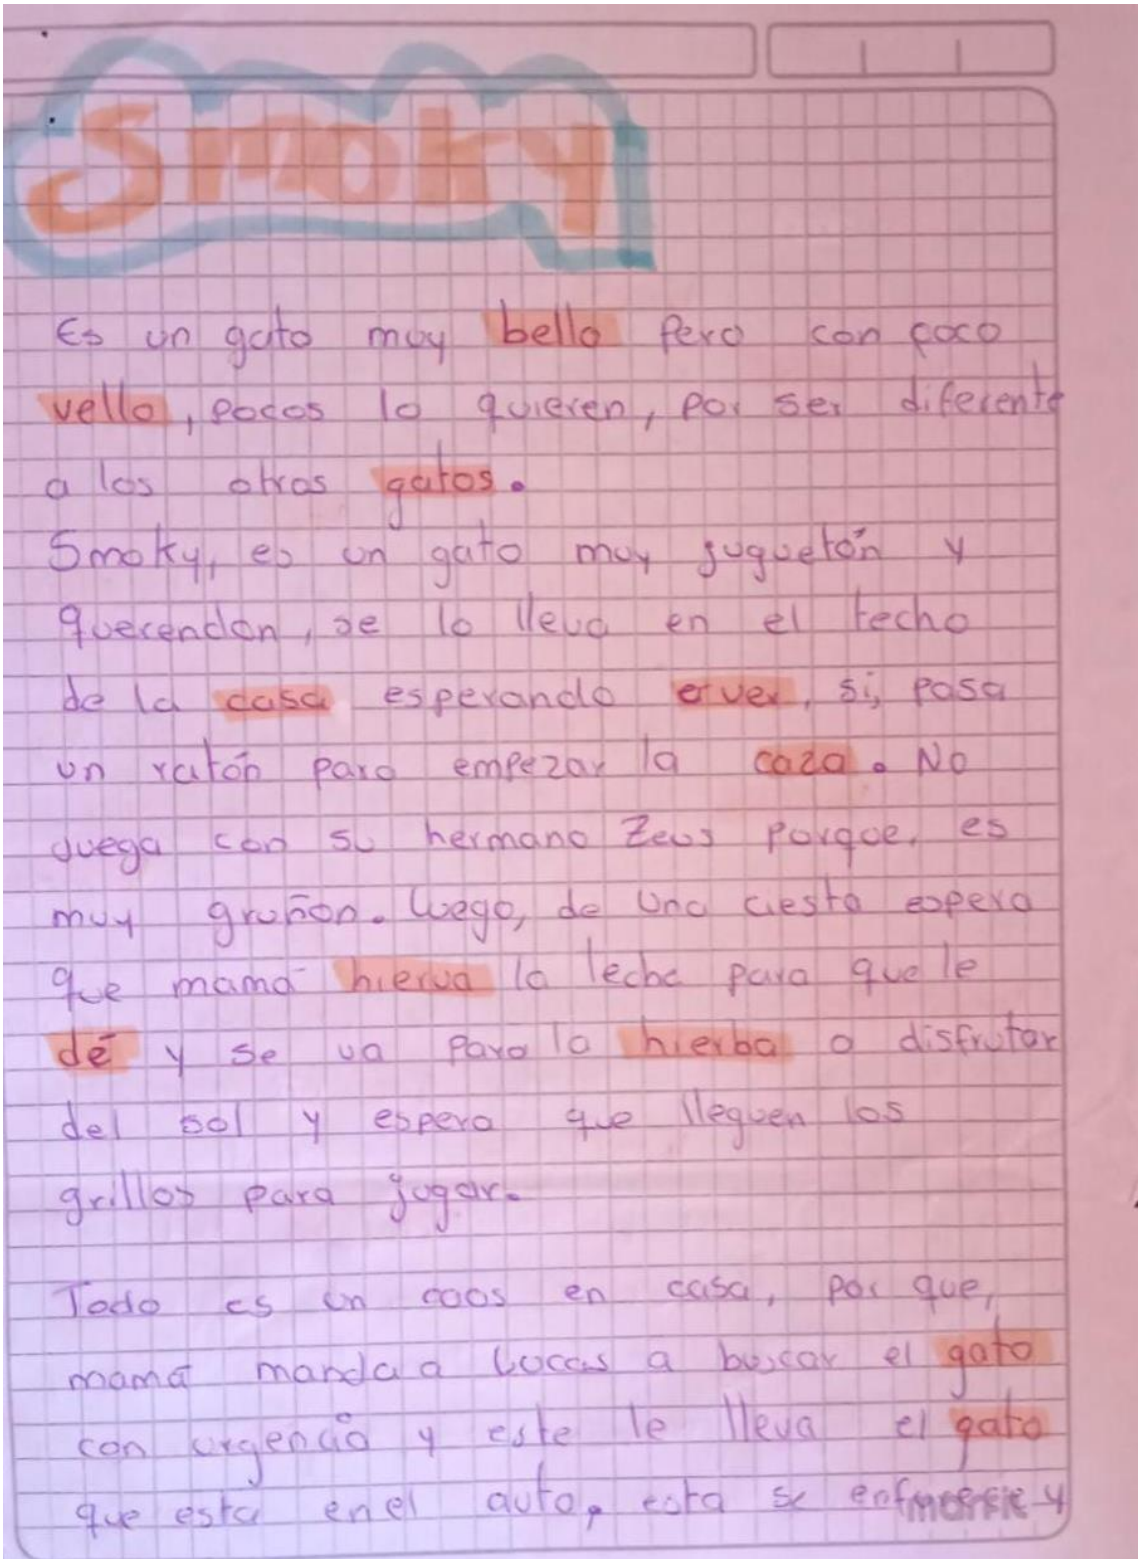 Smoky
Es un gato muy bello pero con poco
vello, pocos lo quieren, por ser diferente
a los otros gatos.
Smoky, es un gato muy juguetón y
querendon, se lo lleva en el techo
de la casa esperando a ver, si, pasa
un ratón para empezar la caza. No
juega con su hermano Zeus porque, es
muy gruñón. Luego, de una siesta espera
que mamá hierva la leche para que le
dé y se va para la hierba a disfrutar
del sol y espera que lleguen los
grillos para jugar.
Todo es un caos en casa, por que,
mamá manda a Lucas a buscar el gato
con urgencia y este le lleva el gato
que esta en el auto, esta se y